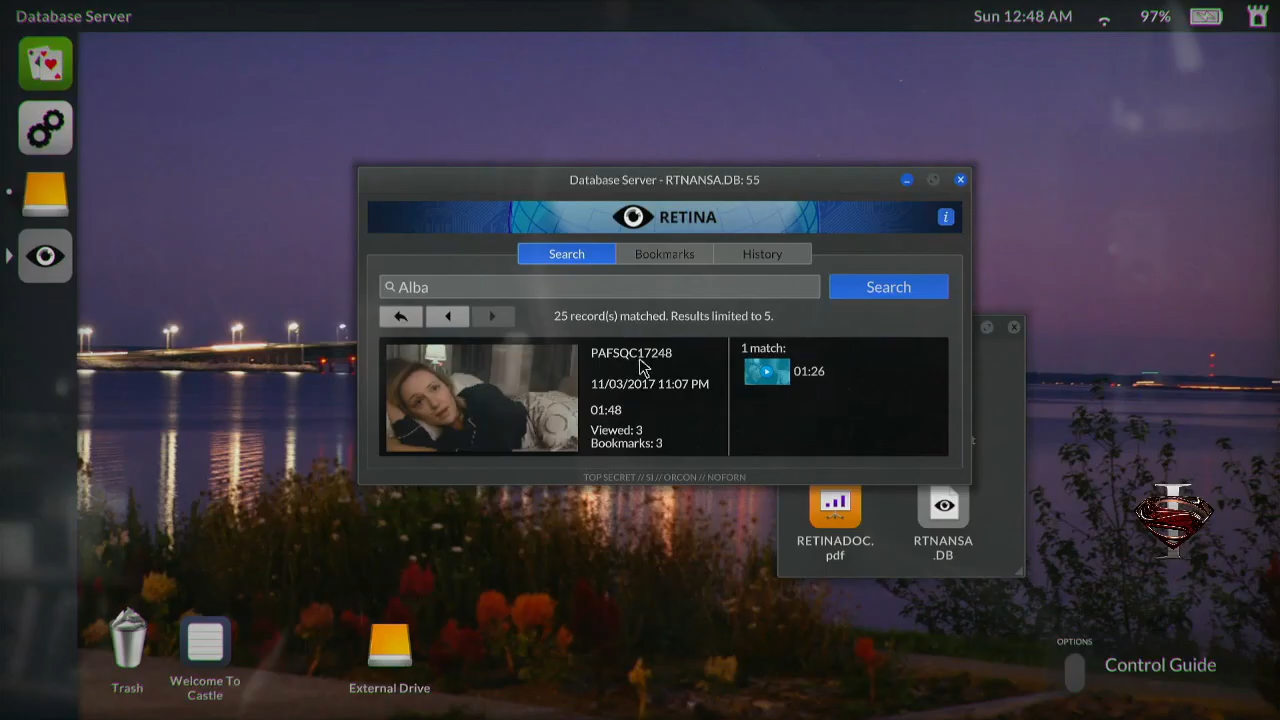 Database Server
Sun 12:48 AM
97%
Database Server - RTNANSA.DB: 55
RETINA
i
Search
Bookmarks
History
Alba
Search
25 record(s) matched. Results limited to 5.
PAFSQC17248
11/03/2017 11:07 PM
01:48
Viewed: 3
Bookmarks: 3
1 match:
01:26
TOP SECRET // SI // ORCON // NOFORN
RETINADOC.
pdf
RTNANSA
.DB
Trash
Welcome To
Castle
External Drive
OPTIONS
Control Guide